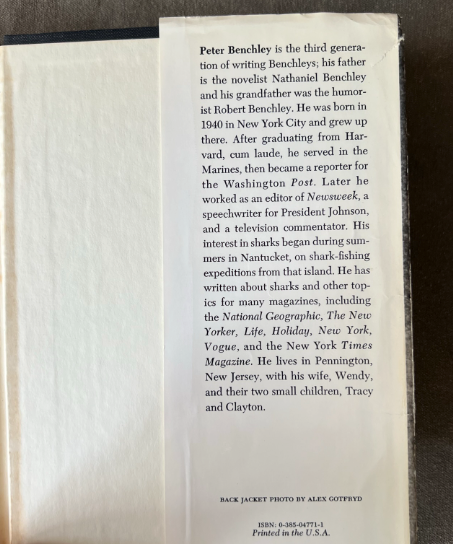 Peter Benchley is the third genera-
tion of writing Benchleys; his father
is the novelist Nathaniel Benchley
and his grandfather was the humor-
ist Robert Benchley. He was born in
1940 in New York City and grew up
there. After graduating from Har-
vard, cum laude, he served in the
Marines, then became a reporter for
the Washington Post. Later he
worked as an editor of Newsweek, a
speechwriter for President Johnson,
and a television commentator. His
interest in sharks began during sum-
mers in Nantucket, on shark-fishing
expeditions from that island. He has
written about sharks and other top-
ics for many magazines, including
the National Geographic, The New
Yorker, Life, Holiday, New York,
Vogue, and the New York Times
Magazine. He lives in Pennington,
New Jersey, with his wife, Wendy,
and their two small children, Tracy
and Clayton.
BACK JACKET PHOTO BY ALEX GOTFRYD
ISBN: 0-385-04771-1
Printed in the U.S.A.